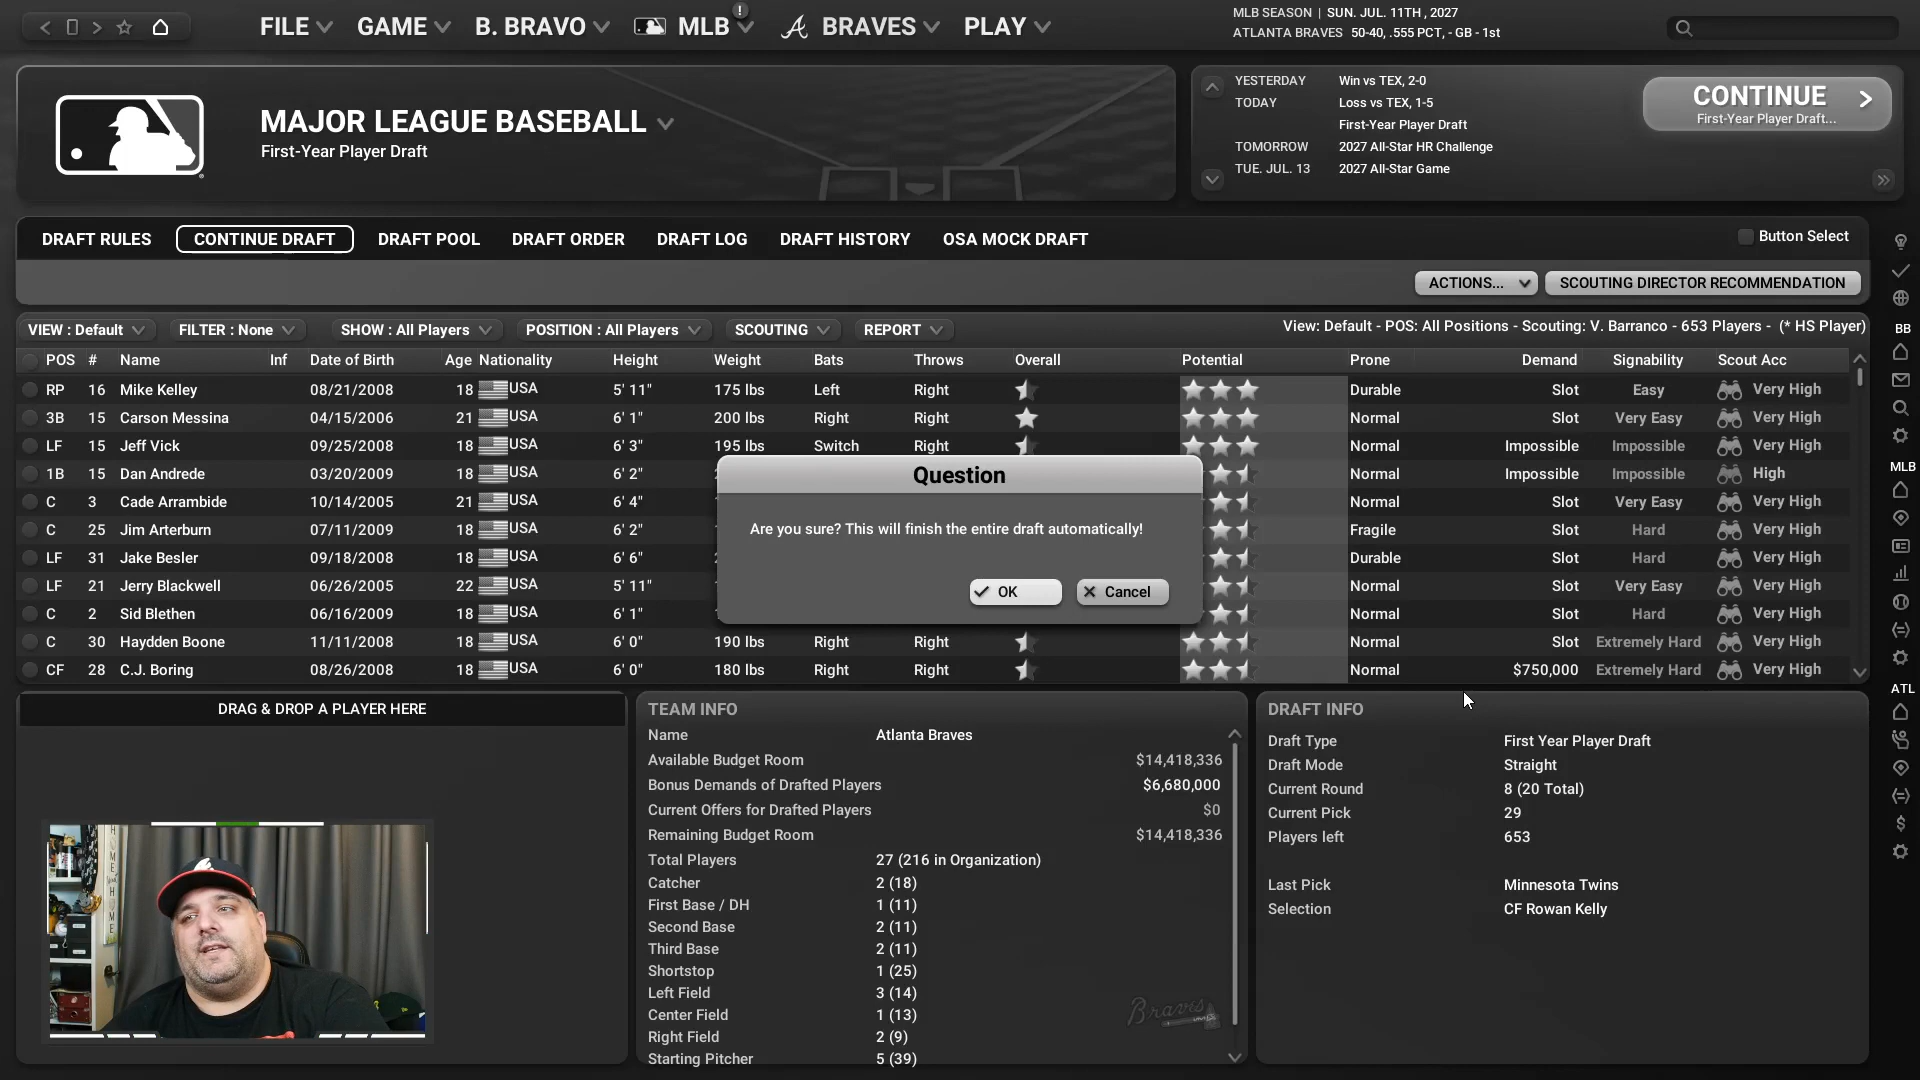 FILE GAME B. BRAVO MLB ! BRAVES PLAY
MLB SEASON | SUN. JUL. 11TH , 2027
ATLANTA BRAVES 50-40, .555 PCT, - GB - 1st
MAJOR LEAGUE BASEBALL
First-Year Player Draft
YESTERDAY Win vs TEX, 2-0
TODAY Loss vs TEX, 1-5
First-Year Player Draft
TOMORROW 2027 All-Star HR Challenge
TUE. JUL. 13 2027 All-Star Game
CONTINUE
First-Year Player Draft...
DRAFT RULES CONTINUE DRAFT DRAFT POOL DRAFT ORDER DRAFT LOG DRAFT HISTORY OSA MOCK DRAFT Button Select
ACTIONS... SCOUTING DIRECTOR RECOMMENDATION
VIEW : Default FILTER : None SHOW : All Players POSITION : All Players SCOUTING REPORT View: Default - POS: All Positions - Scouting: V. Barranco - 653 Players - (* HS Player)
POS # Name Inf Date of Birth Age Nationality Height Weight Bats Throws Overall Potential Prone Demand Signability Scout Acc
RP 16 Mike Kelley 08/21/2008 18 USA 5' 11" 175 lbs Left Right Durable Slot Easy Very High
3B 15 Carson Messina 04/15/2006 21 USA 6' 1" 200 lbs Right Right Normal Slot Very Easy Very High
LF 15 Jeff Vick 09/25/2008 18 USA 6' 3" 195 lbs Switch Right Normal Impossible Impossible Very High
1B 15 Dan Andrede 03/20/2009 18 USA 6' 2" Normal Impossible Impossible High
C 3 Cade Arrambide 10/14/2005 21 USA 6' 4" Normal Slot Very Easy Very High
C 25 Jim Arterburn 07/11/2009 18 USA 6' 2" Fragile Slot Hard Very High
LF 31 Jake Besler 09/18/2008 18 USA 6' 6" Durable Slot Hard Very High
LF 21 Jerry Blackwell 06/26/2005 22 USA 5' 11" Normal Slot Very Easy Very High
C 2 Sid Blethen 06/16/2009 18 USA 6' 1" Normal Slot Hard Very High
C 30 Haydden Boone 11/11/2008 18 USA 6' 0" 190 lbs Right Right Normal Slot Extremely Hard Very High
CF 28 C.J. Boring 08/26/2008 18 USA 6' 0" 180 lbs Right Right Normal $750,000 Extremely Hard Very High
Question
Are you sure? This will finish the entire draft automatically!
OK Cancel
BB
MLB
ATL
DRAG & DROP A PLAYER HERE
TEAM INFO
Name Atlanta Braves
Available Budget Room $14,418,336
Bonus Demands of Drafted Players $6,680,000
Current Offers for Drafted Players $0
Remaining Budget Room $14,418,336
Total Players 27 (216 in Organization)
Catcher 2 (18)
First Base / DH 1 (11)
Second Base 2 (11)
Third Base 2 (11)
Shortstop 1 (25)
Left Field 3 (14)
Center Field 1 (13)
Right Field 2 (9)
Starting Pitcher 5 (39)
Braves
DRAFT INFO
Draft Type First Year Player Draft
Draft Mode Straight
Current Round 8 (20 Total)
Current Pick 29
Players left 653
Last Pick Minnesota Twins
Selection CF Rowan Kelly